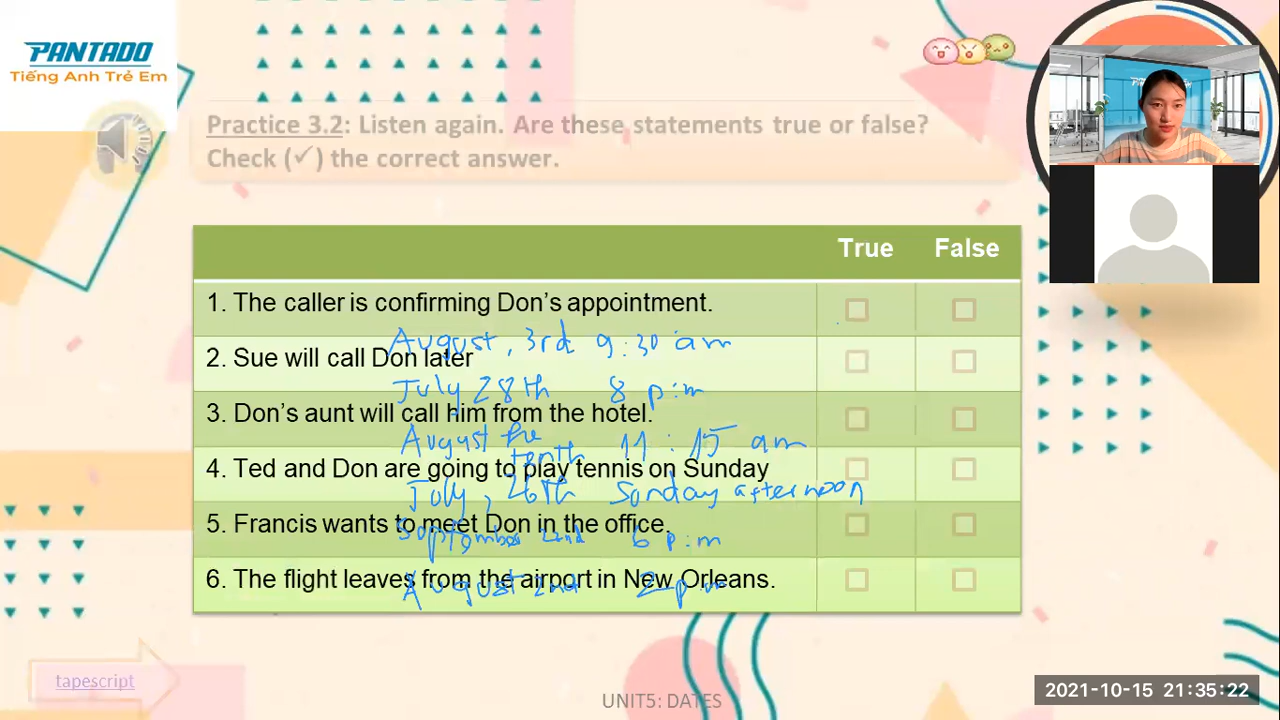 PANTADO
Tiếng Anh Trẻ Em
Practice 3.2: Listen again. Are these statements true or false?
Check (✓) the correct answer.
True False
1. The caller is confirming Don's appointment.
August, 3rd 9:30 am
2. Sue will call Don later
July 28th 8 p:m
3. Don's aunt will call him from the hotel.
August the tenth 11:15 am
4. Ted and Don are going to play tennis on Sunday
July, 26th Sunday afternoon
5. Francis wants to meet Don in the office.
September 22nd 6 p:m
6. The flight leaves from the airport in New Orleans.
August 2nd 2 p:m
tapescript
UNIT5: DATES
2021-10-15 21:35:22